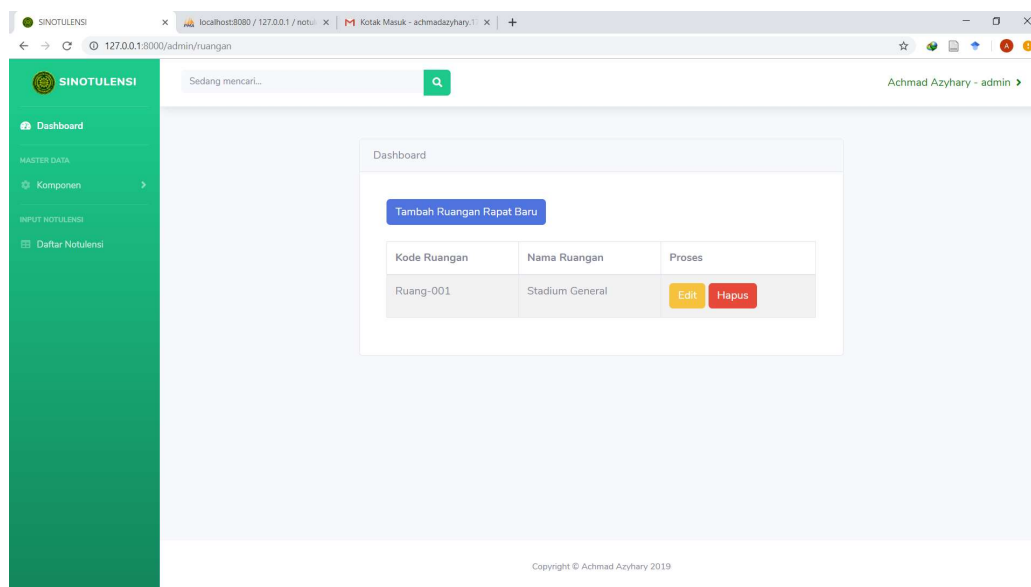 SINOTULENSI
localhost:8080 / 127.0.0.1 / notul
Kotak Masuk - achmadazyhary.1
127.0.0.1:8000/admin/ruangan
SINOTULENSI
Sedang mencari...
Achmad Azyhary - admin
Dashboard
MASTER DATA
Komponen
INPUT NOTULENSI
Daftar Notulensi
Dashboard
Tambah Ruangan Rapat Baru
Kode Ruangan Nama Ruangan Proses
Ruang-001 Stadium General Edit Hapus
Copyright © Achmad Azyhary 2019